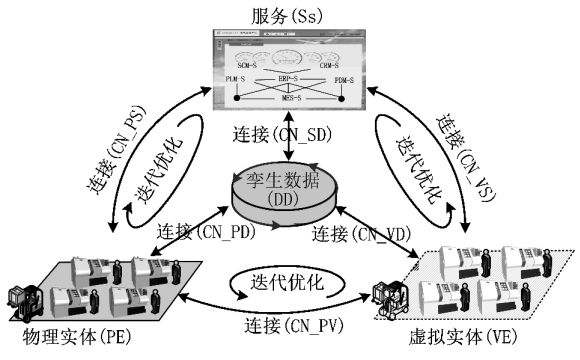 服务(Ss)
SCM-S
CRM-S
PLM-S
ERP-S
PDM-S
MES-S
连接(CN_PS)
迭代优化
连接(CN_SD)
迭代优化
连接(CN_VS)
孪生数据
(DD)
连接(CN_PD)
连接(CN_VD)
迭代优化
物理实体(PE)
连接(CN_PV)
虚拟实体(VE)